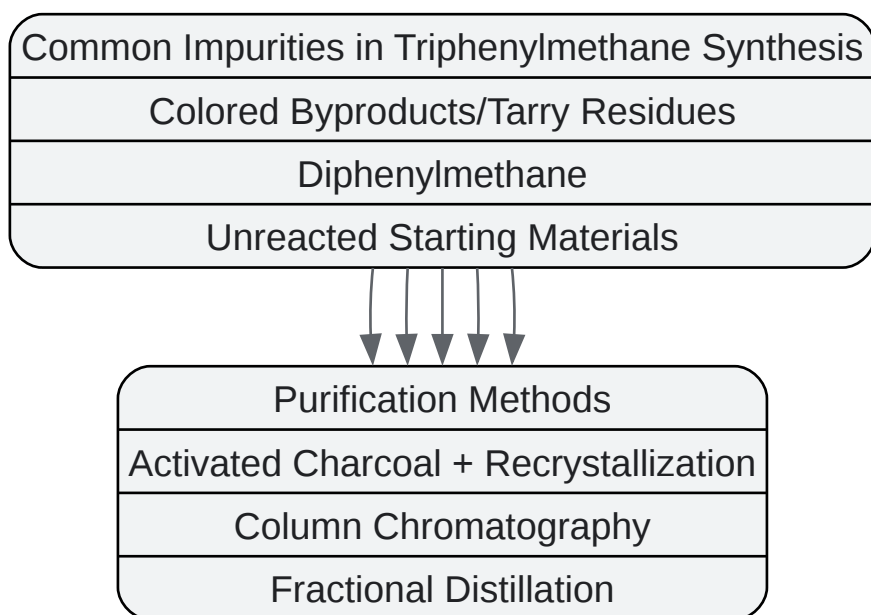 Common Impurities in Triphenylmethane Synthesis
Colored Byproducts/Tarry Residues
Diphenylmethane
Unreacted Starting Materials
Purification Methods
Activated Charcoal + Recrystallization
Column Chromatography
Fractional Distillation